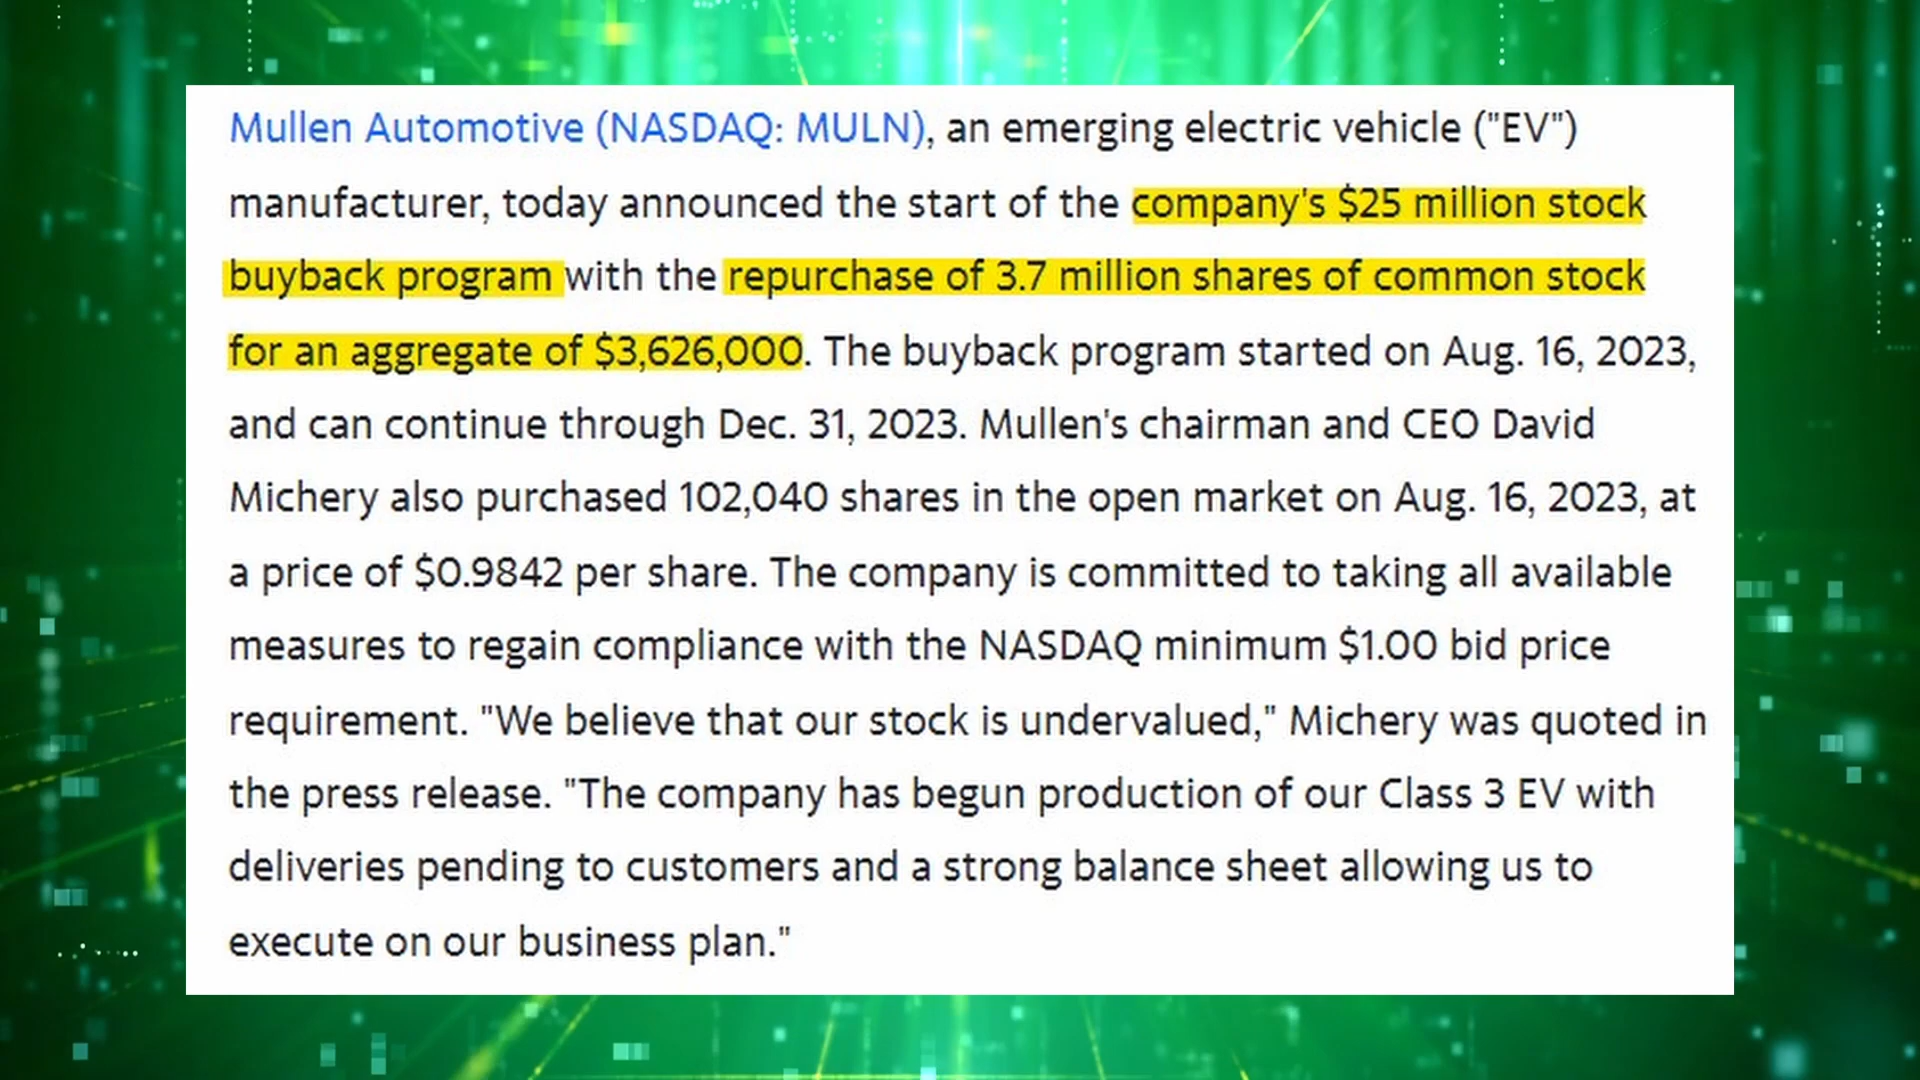 Mullen Automotive (NASDAQ: MULN), an emerging electric vehicle ("EV")
manufacturer, today announced the start of the company's $25 million stock
buyback program with the repurchase of 3.7 million shares of common stock
for an aggregate of $3,626,000. The buyback program started on Aug. 16, 2023,
and can continue through Dec. 31, 2023. Mullen's chairman and CEO David
Michery also purchased 102,040 shares in the open market on Aug. 16, 2023, at
a price of $0.9842 per share. The company is committed to taking all available
measures to regain compliance with the NASDAQ minimum $1.00 bid price
requirement. "We believe that our stock is undervalued," Michery was quoted in
the press release. "The company has begun production of our Class 3 EV with
deliveries pending to customers and a strong balance sheet allowing us to
execute on our business plan."